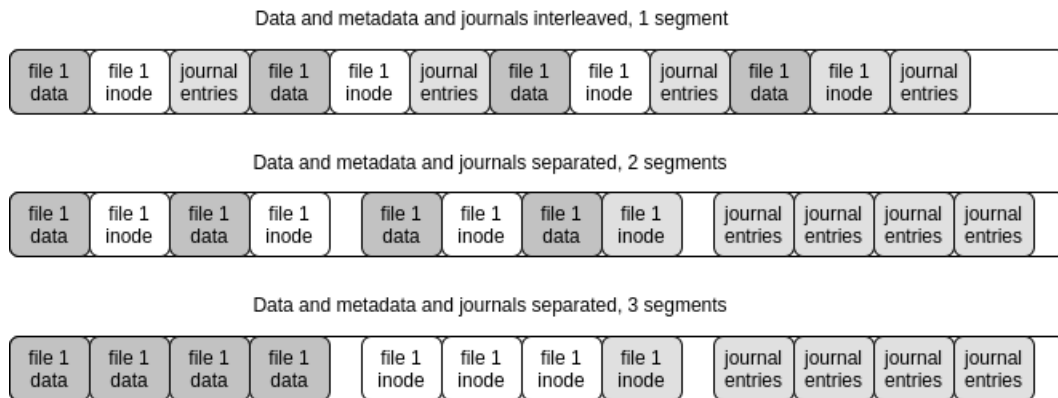 Data and metadata and journals interleaved, 1 segment
file 1 file 1 journal file 1 file 1 journal file 1 file 1 journal file 1 file 1 journal
data inode entries data inode entries data inode entries data inode entries
Data and metadata and journals separated, 2 segments
file 1 file 1 file 1 file 1 file 1 file 1 file 1 file 1 journal journal journal journal
data inode data inode data inode data inode entries entries entries entries
Data and metadata and journals separated, 3 segments
file 1 file 1 file 1 file 1 file 1 file 1 file 1 file 1 journal journal journal journal
data data data data inode inode inode inode entries entries entries entries